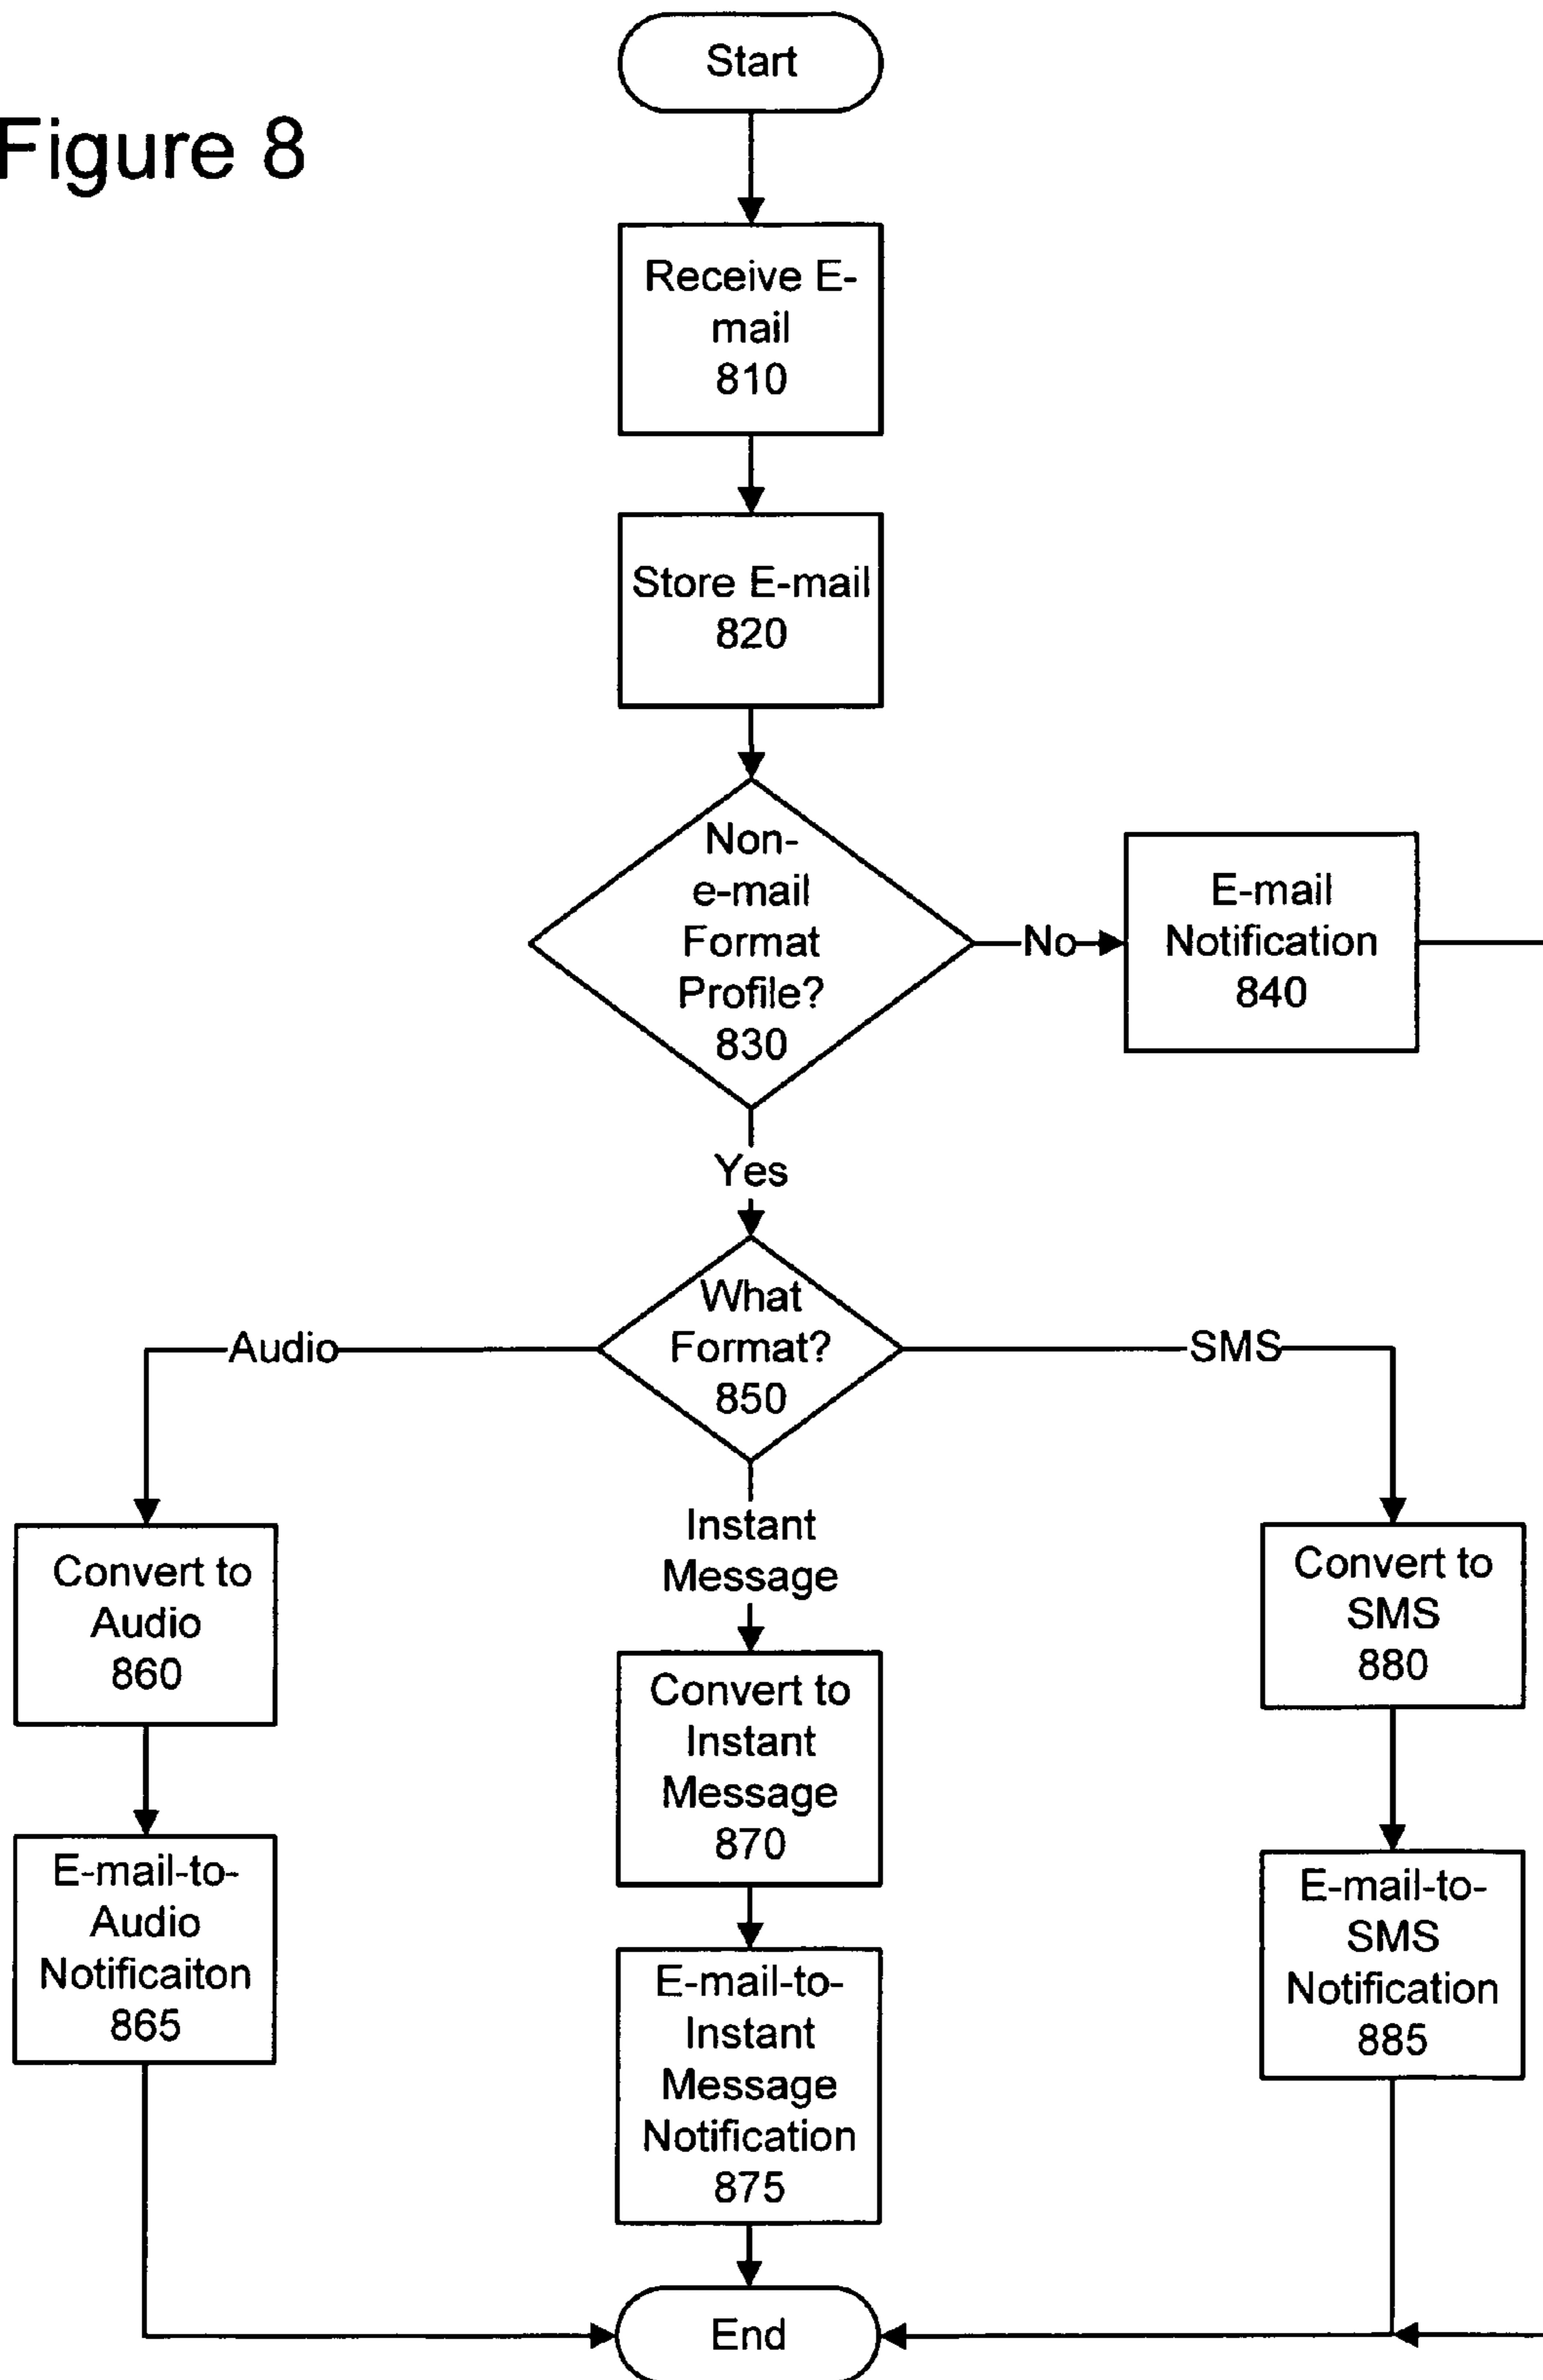 Start
Figure 8
Receive E-
mail
810
Store E-mail
820
Non-
e-mail
Format
Profile?
830
No
E-mail
Notification
840
Yes
What
Format?
850
Audio
SMS
Instant
Message
Convert to
Audio
860
Convert to
Instant
Message
870
Convert to
SMS
880
E-mail-to-
Audio
Notificaiton
865
E-mail-to-
Instant
Message
Notification
875
E-mail-to-
SMS
Notification
885
End